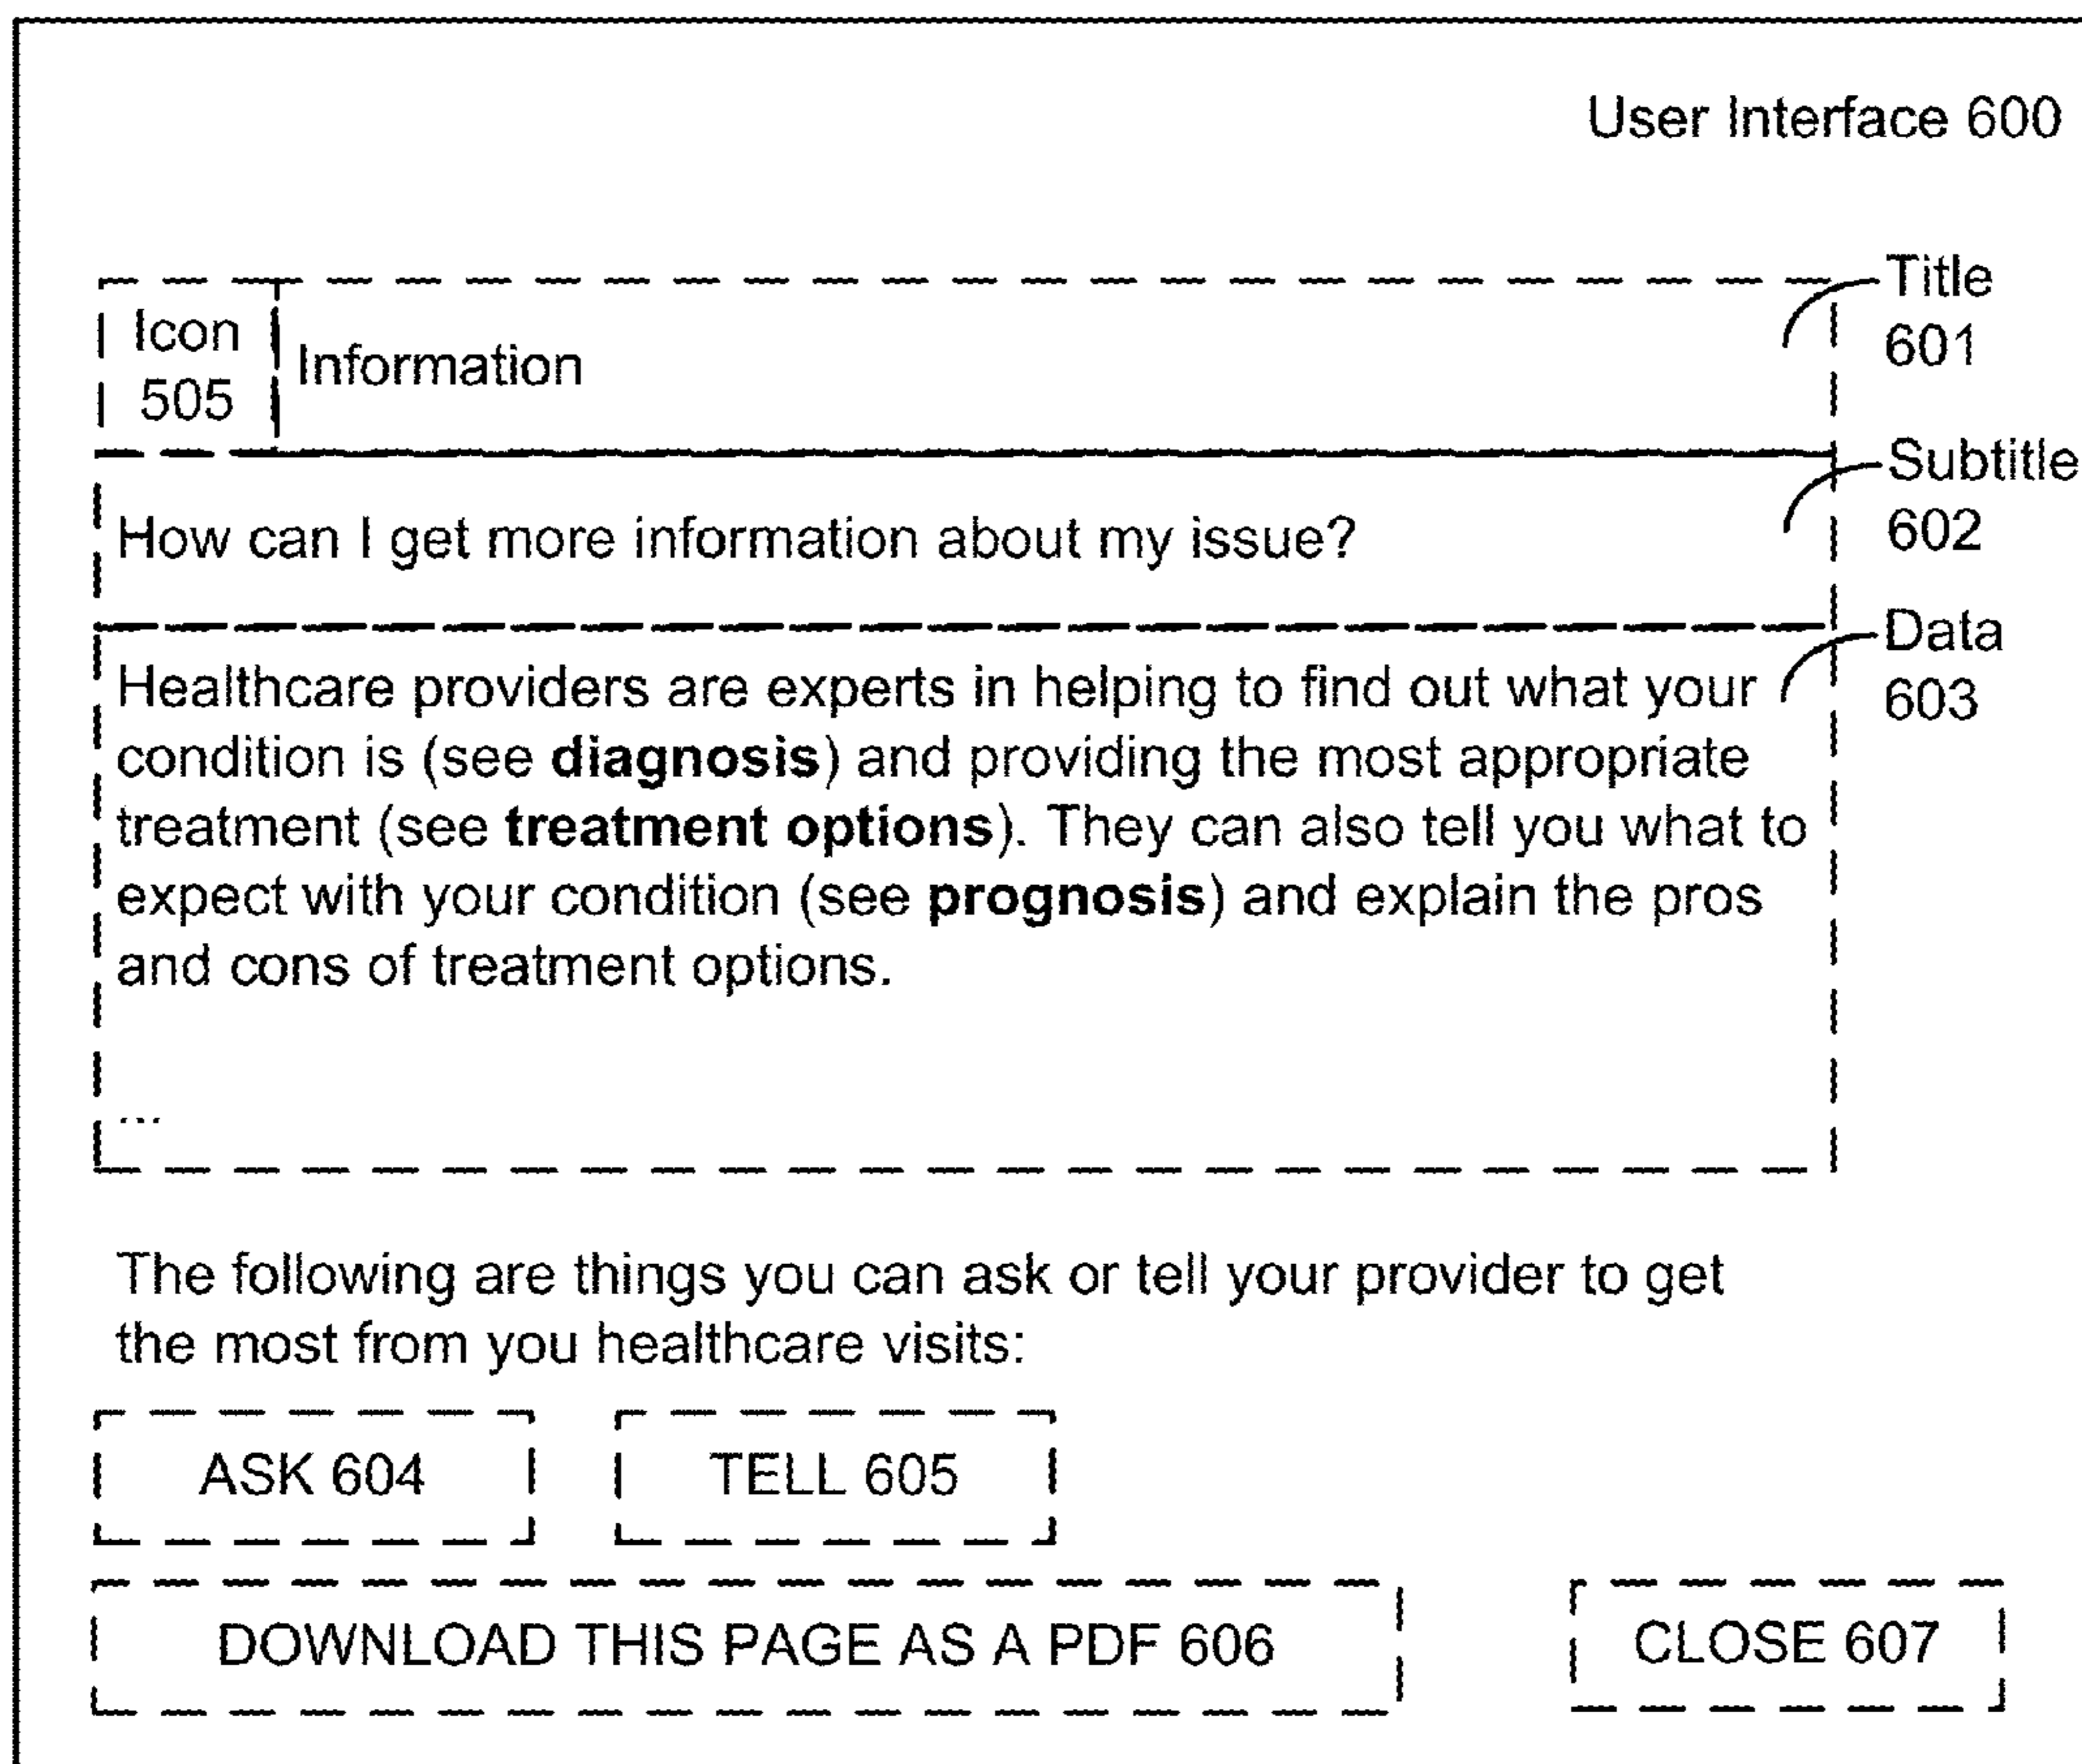 User Interface 600
Title
601
Icon
505
Information
Subtitle
602
How can I get more information about my issue?
Data
603
Healthcare providers are experts in helping to find out what your
condition is (see diagnosis) and providing the most appropriate
treatment (see treatment options). They can also tell you what to
expect with your condition (see prognosis) and explain the pros
and cons of treatment options.
...
The following are things you can ask or tell your provider to get
the most from you healthcare visits:
ASK 604
TELL 605
DOWNLOAD THIS PAGE AS A PDF 606
CLOSE 607